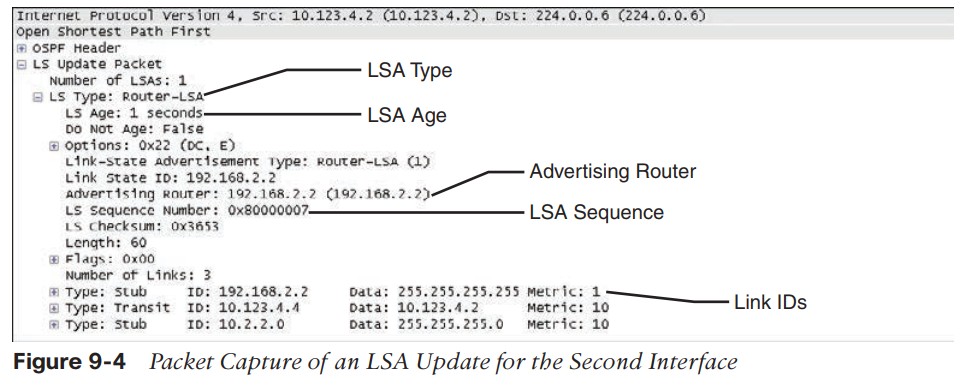 Internet Protocol Version 4, Src: 10.123.4.2 (10.123.4.2), Dst: 224.0.0.6 (224.0.0.6)
Open Shortest Path First
OSPF Header
LS Update Packet
Number of LSAs: 1
LS Type: Router-LSA
LSA Type
LS Age: 1 seconds
LSA Age
Do Not Age: False
Options: 0x22 (DC, E)
Link-State Advertisement Type: Router-LSA (1)
Link State ID: 192.168.2.2
Advertising Router
Advertising Router: 192.168.2.2 (192.168.2.2)
LS Sequence Number: 0x80000007
LSA Sequence
LS Checksum: 0x3653
Length: 60
Flags: 0x00
Number of Links: 3
Type: Stub ID: 192.168.2.2 Data: 255.255.255.255 Metric: 1
Link IDs
Type: Transit ID: 10.123.4.4 Data: 10.123.4.2 Metric: 10
Type: Stub ID: 10.2.2.0 Data: 255.255.255.0 Metric: 10
Figure 9-4 Packet Capture of an LSA Update for the Second Interface